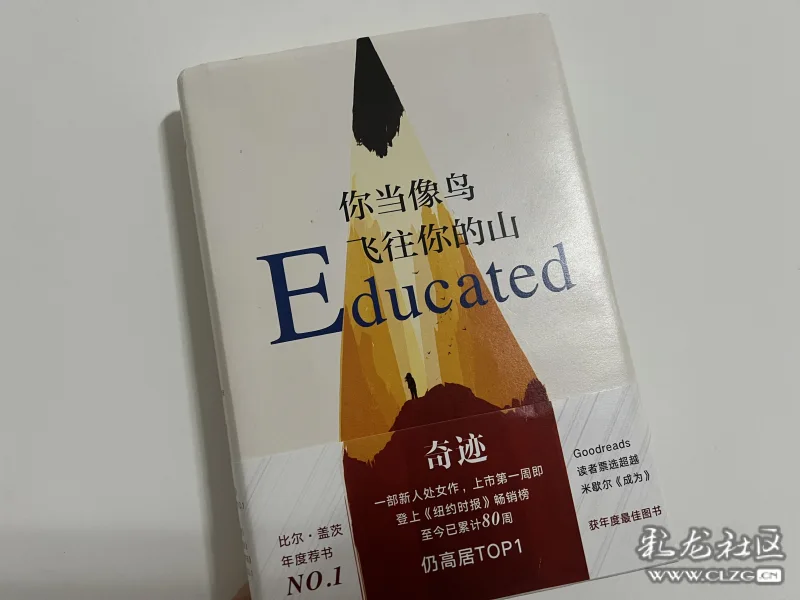 你当像鸟
飞往你的山
Educated
奇迹
一部新人处女作，上市第一周即
登上《纽约时报》畅销榜
至今已累计80周
仍高居TOP1
比尔·盖茨
年度荐书
NO.1
Goodreads
读者票选超越
米歇尔《成为》
获年度最佳图书
彩龙社区
WWW.CLZG.CN